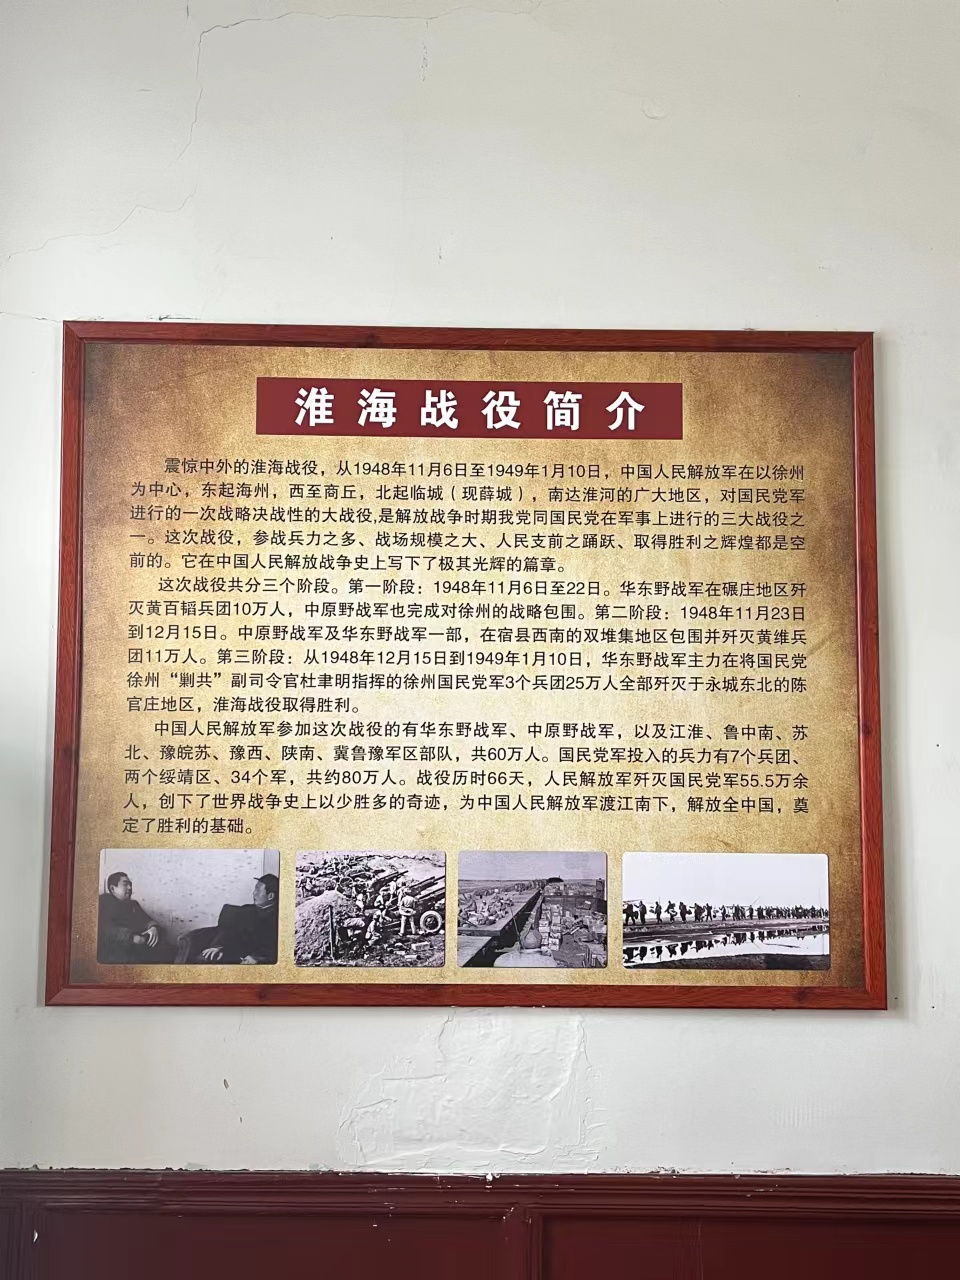 淮海战役简介
震惊中外的淮海战役，从1948年11月6日至1949年1月10日，中国人民解放军在以徐州
为中心，东起海州，西至商丘，北起临城（现薛城），南达淮河的广大地区，对国民党军
进行的一次战略决战性的大战役,是解放战争时期我党同国民党在军事上进行的三大战役之
一。这次战役，参战兵力之多、战场规模之大、人民支前之踊跃、取得胜利之辉煌都是空
前的。它在中国人民解放战争史上写下了极其光辉的篇章。
这次战役共分三个阶段。第一阶段：1948年11月6日至22日。华东野战军在碾庄地区歼
灭黄百韬兵团10万人，中原野战军也完成对徐州的战略包围。第二阶段：1948年11月23日
到12月15日。中原野战军及华东野战军一部，在宿县西南的双堆集地区包围并歼灭黄维兵
团11万人。第三阶段：从1948年12月15日到1949年1月10日，华东野战军主力在将国民党
徐州“剿共”副司令官杜聿明指挥的徐州国民党军3个兵团25万人全部歼灭于永城东北的陈
官庄地区，淮海战役取得胜利。
中国人民解放军参加这次战役的有华东野战军、中原野战军，以及江淮、鲁中南、苏
北、豫皖苏、豫西、陕南、冀鲁豫军区部队，共60万人。国民党军投入的兵力有7个兵团、
两个绥靖区、34个军，共约80万人。战役历时66天，人民解放军歼灭国民党军55.5万余
人，创下了世界战争史上以少胜多的奇迹，为中国人民解放军渡江南下，解放全中国，奠
定了胜利的基础。